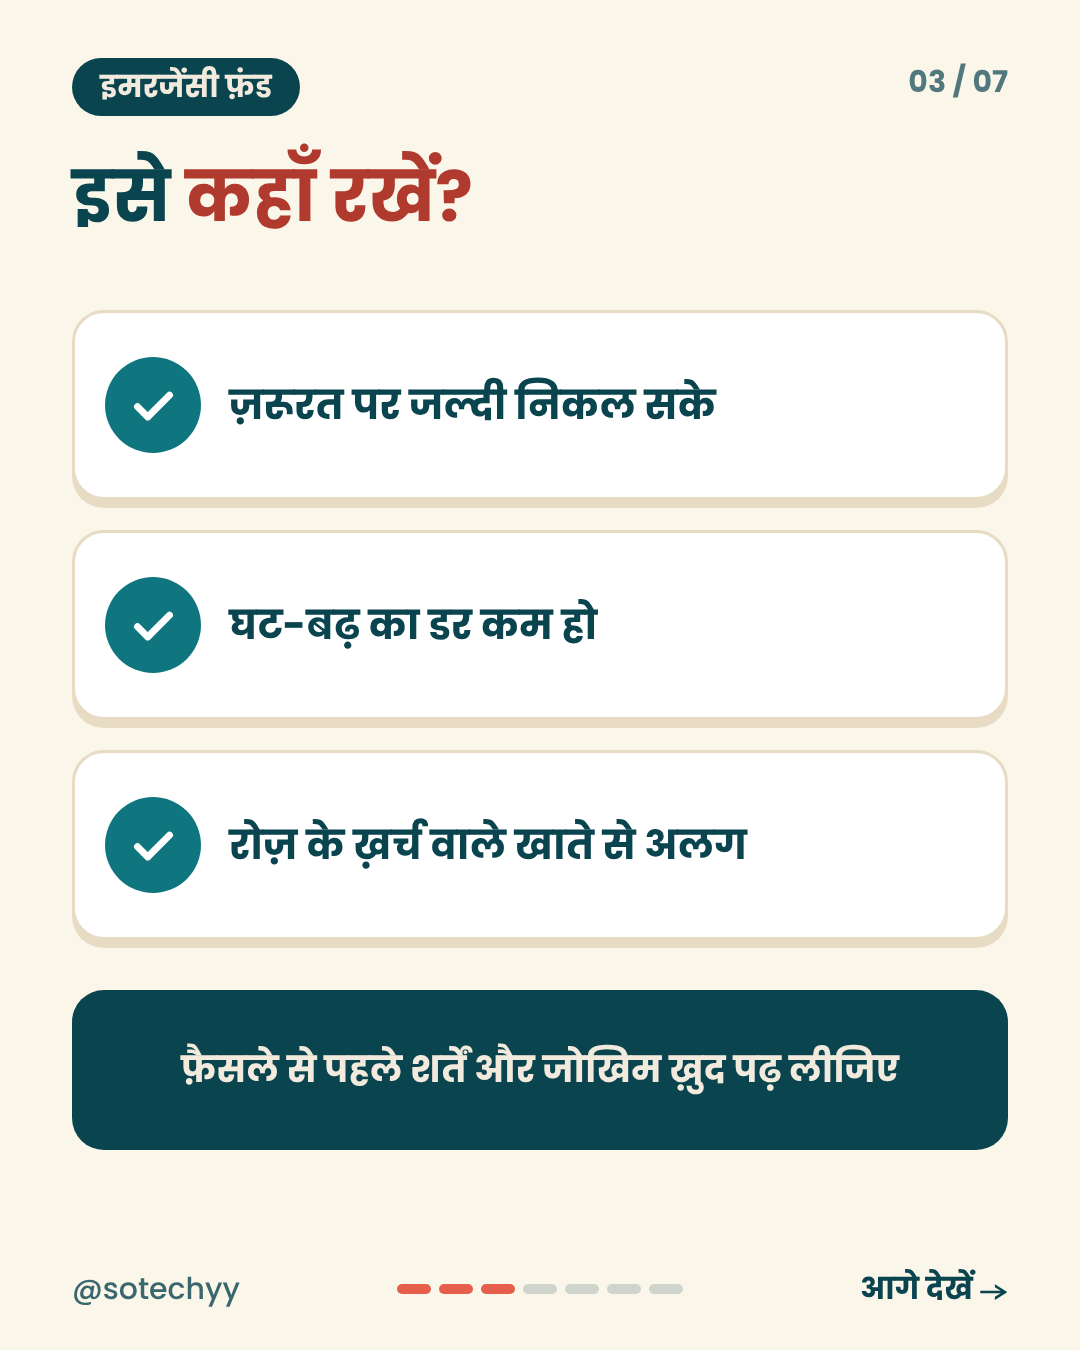 इमरजेंसी फ़ंड
03 / 07
इसे कहाँ रखें?
ज़रूरत पर जल्दी निकल सके
घट-बढ़ का डर कम हो
रोज़ के ख़र्च वाले खाते से अलग
फ़ैसले से पहले शर्तें और जोखिम ख़ुद पढ़ लीजिए
@sotechyy
आगे देखें →